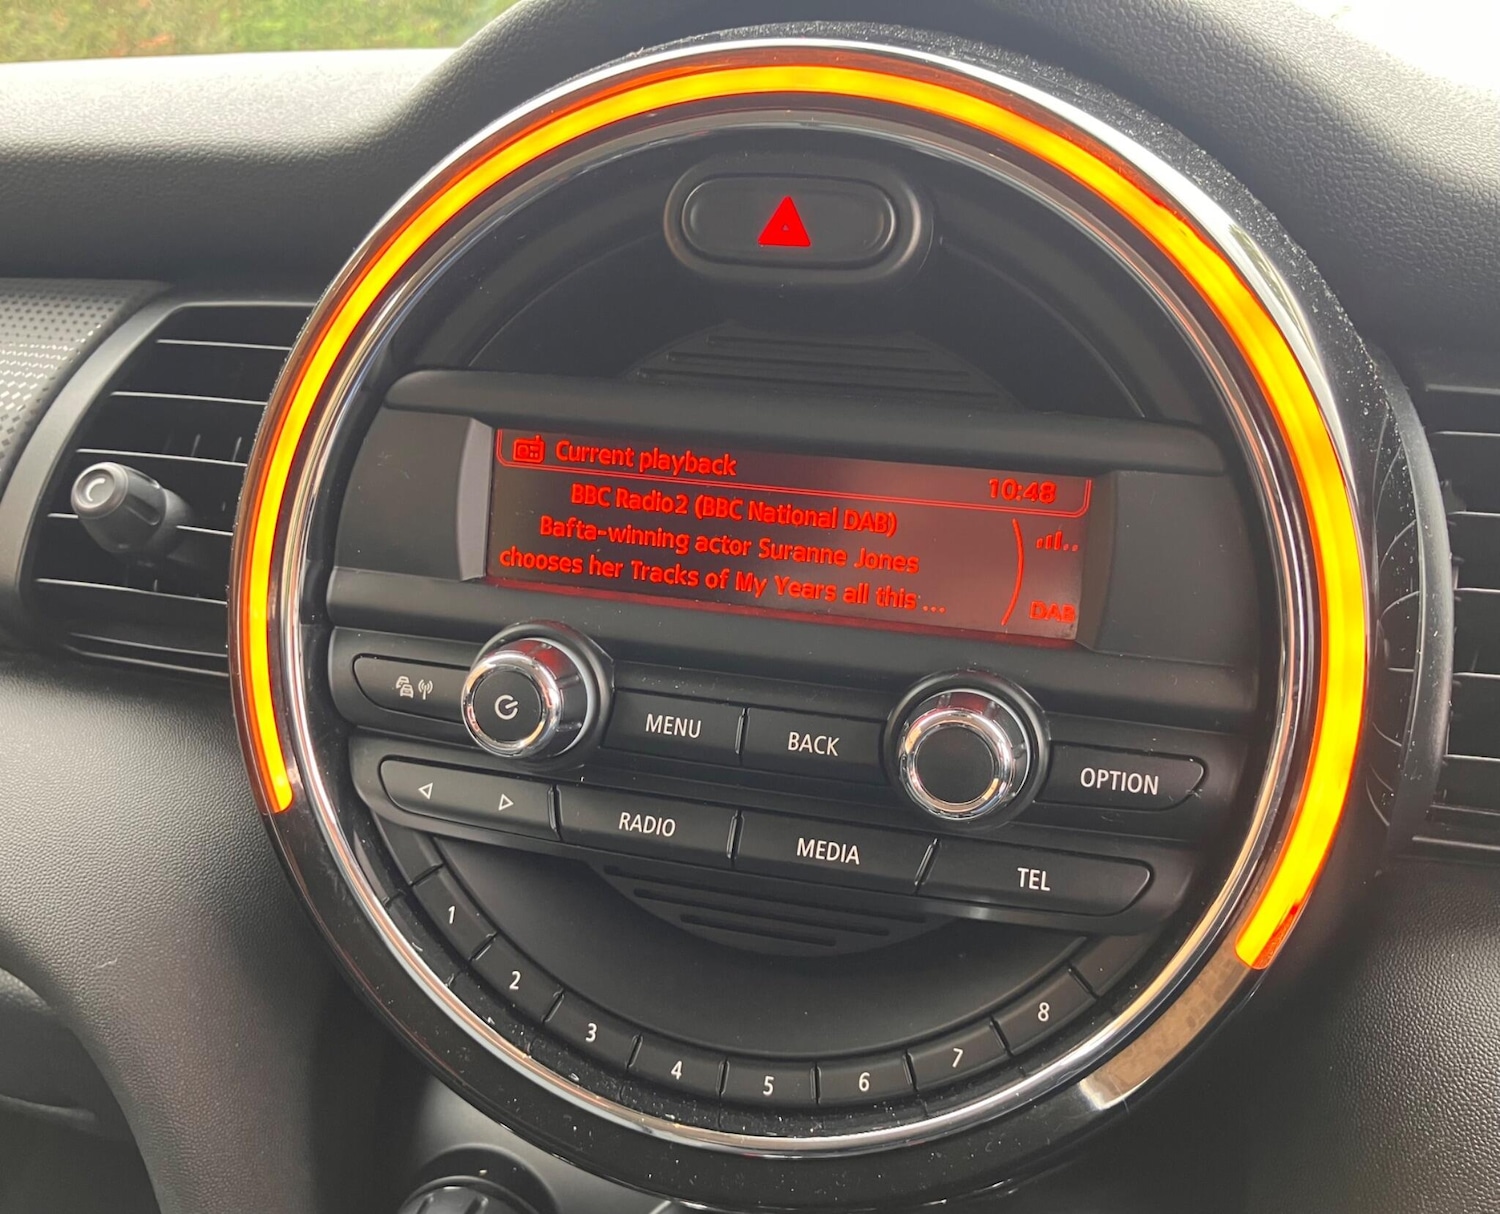 Current playback
10:48
BBC Radio2 (BBC National DAB)
Bafta-winning actor Suranne Jones
chooses her Tracks of My Years all this ...
DAB
MENU
BACK
OPTION
RADIO
MEDIA
TEL
1
2
3
4
5
6
7
8